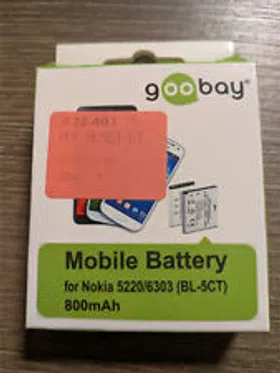 goobay
Mobile Battery
for Nokia 5220/6303 (BL-5CT)
800mAh